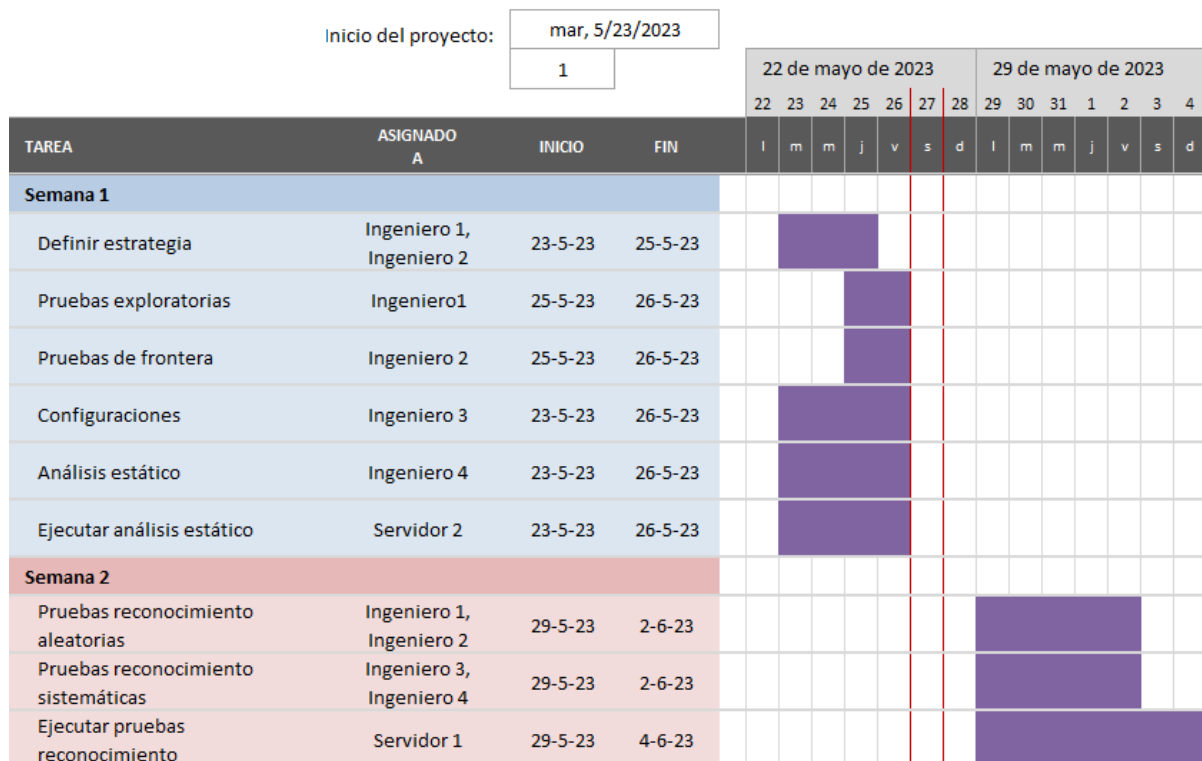 Inicio del proyecto: mar, 5/23/2023
1
22 de mayo de 2023 29 de mayo de 2023
22 23 24 25 26 27 28 29 30 31 1 2 3 4
TAREA ASIGNADO A INICIO FIN l m m j v s d l m m j v s d
Semana 1
Definir estrategia Ingeniero 1, Ingeniero 2 23-5-23 25-5-23
Pruebas exploratorias Ingeniero1 25-5-23 26-5-23
Pruebas de frontera Ingeniero 2 25-5-23 26-5-23
Configuraciones Ingeniero 3 23-5-23 26-5-23
Análisis estático Ingeniero 4 23-5-23 26-5-23
Ejecutar análisis estático Servidor 2 23-5-23 26-5-23
Semana 2
Pruebas reconocimiento aleatorias Ingeniero 1, Ingeniero 2 29-5-23 2-6-23
Pruebas reconocimiento sistemáticas Ingeniero 3, Ingeniero 4 29-5-23 2-6-23
Ejecutar pruebas reconocimiento Servidor 1 29-5-23 4-6-23